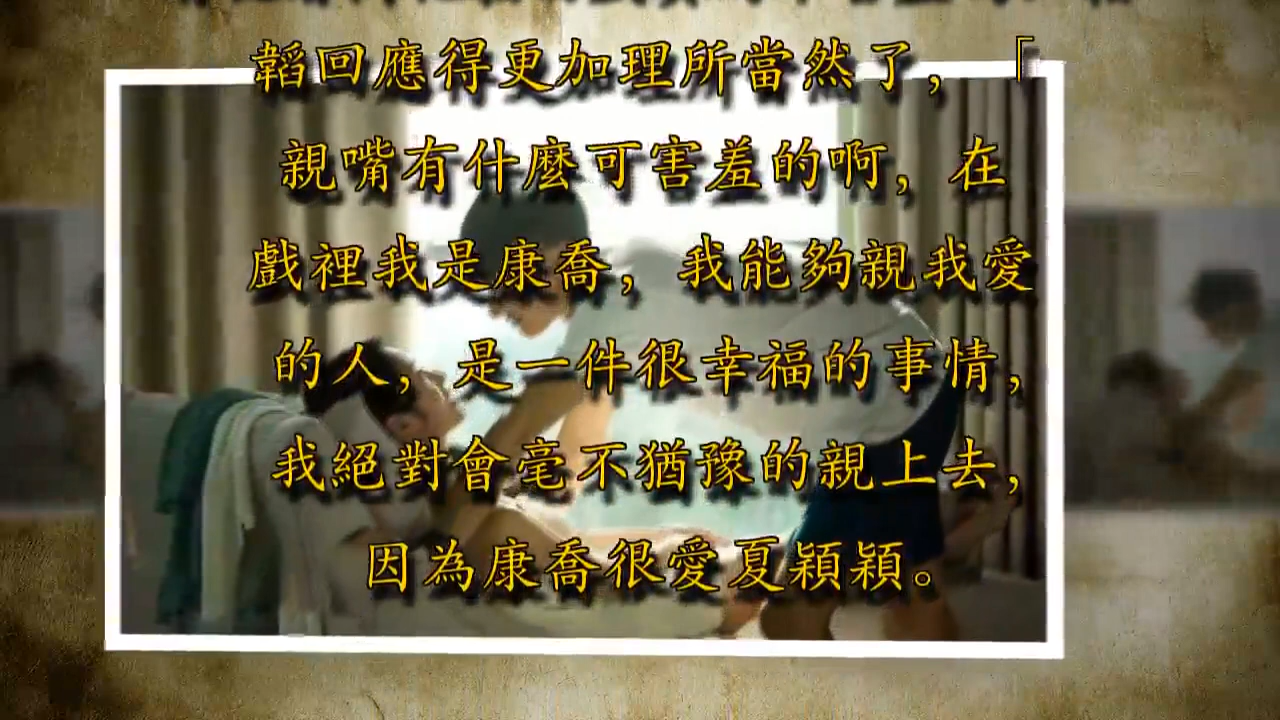 韜回應得更加理所當然了，「
親嘴有什麼可害羞的啊，在
戲裡我是康喬，我能夠親我愛
的人，是一件很幸福的事情，
我絕對會毫不猶豫的親上去，
因為康喬很愛夏穎穎。